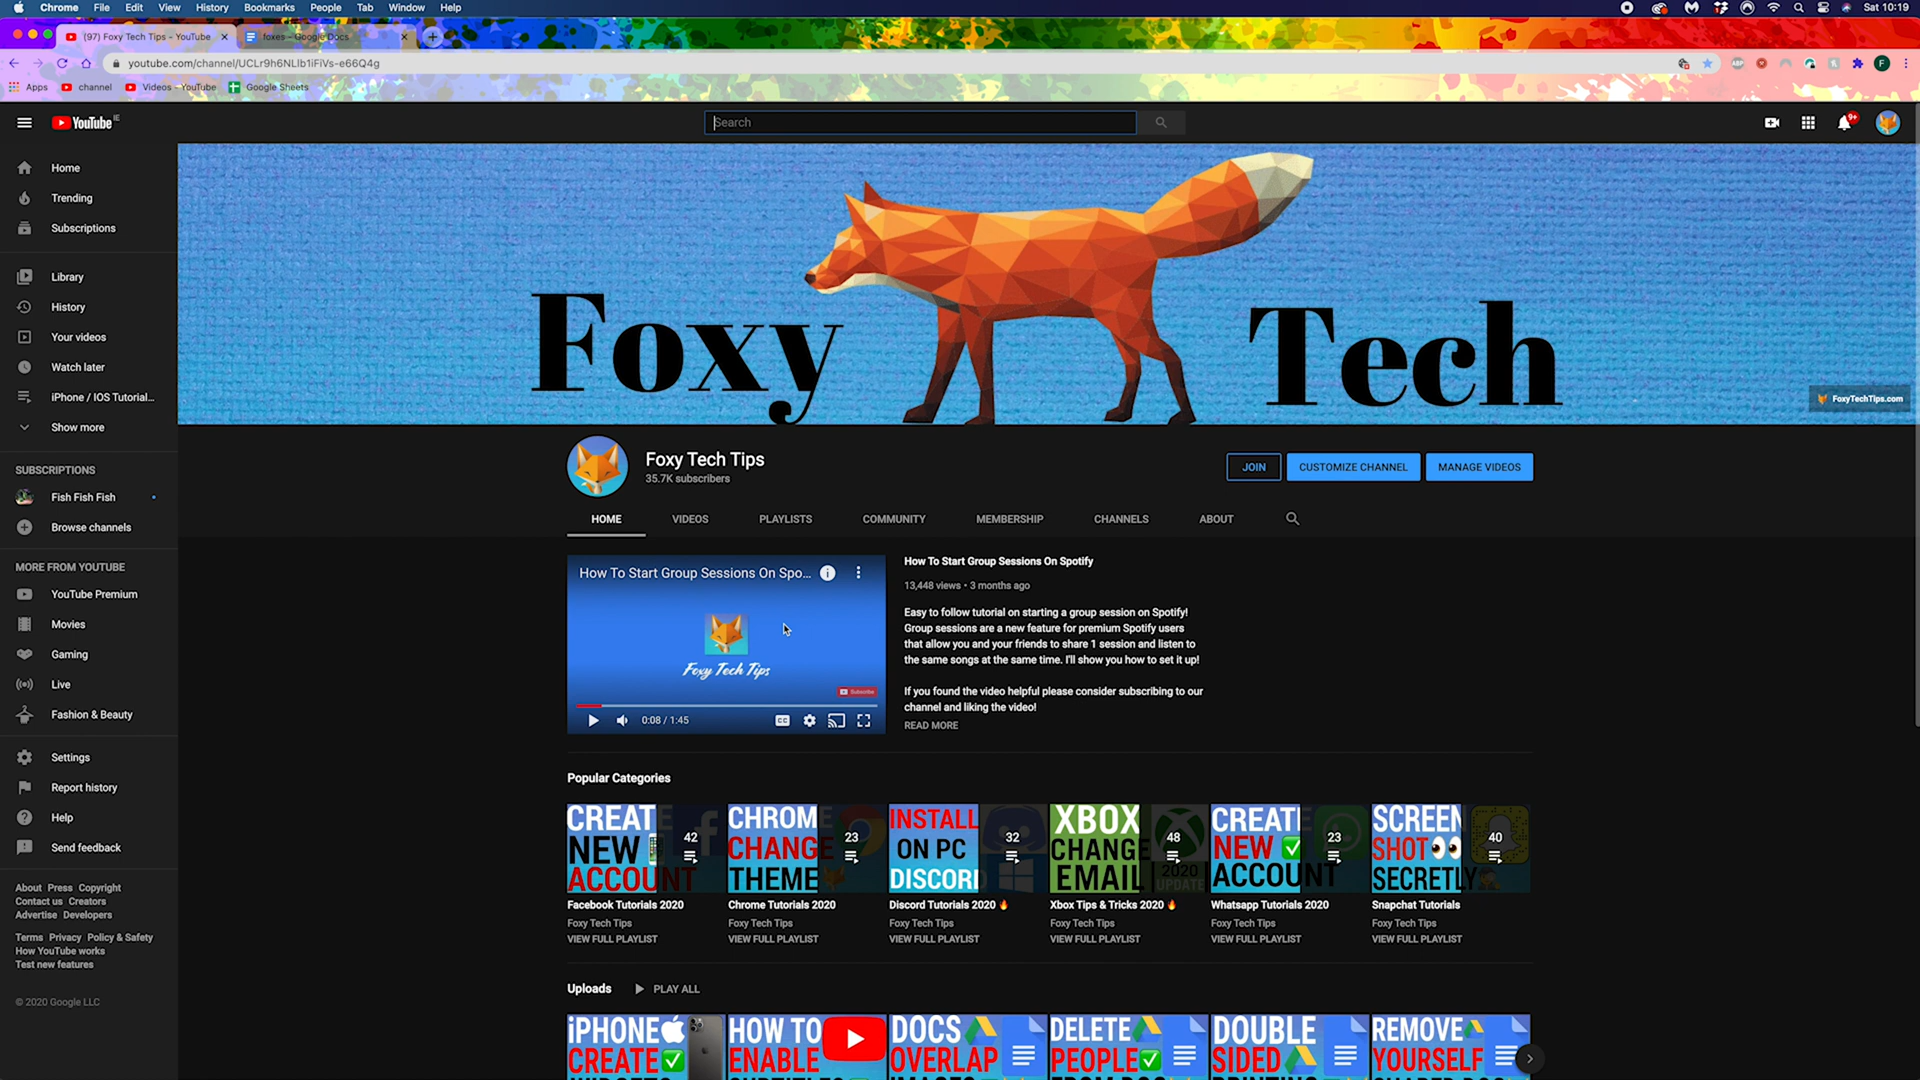 Chrome File Edit View History Bookmarks People Tab Window Help Sat 10:19
(97) Foxy Tech Tips - YouTube foxes - Google Docs
youtube.com/channel/UCLr9h6NLIb1iFiVs-e66Q4g
Apps channel Videos - YouTube Google Sheets
YouTube IE
Search
9+
Home
Trending
Subscriptions
Library
History
Your videos
Watch later
iPhone / IOS Tutorial...
Show more
SUBSCRIPTIONS
Fish Fish Fish
Browse channels
MORE FROM YOUTUBE
YouTube Premium
Movies
Gaming
Live
Fashion & Beauty
Settings
Report history
Help
Send feedback
About Press Copyright
Contact us Creators
Advertise Developers
Terms Privacy Policy & Safety
How YouTube works
Test new features
© 2020 Google LLC
Foxy Tech
FoxyTechTips.com
Foxy Tech Tips
35.7K subscribers
JOIN CUSTOMIZE CHANNEL MANAGE VIDEOS
HOME VIDEOS PLAYLISTS COMMUNITY MEMBERSHIP CHANNELS ABOUT
How To Start Group Sessions On Spo...
Foxy Tech Tips
Subscribe
0:08 / 1:45
CC
How To Start Group Sessions On Spotify
13,448 views • 3 months ago
Easy to follow tutorial on starting a group session on Spotify!
Group sessions are a new feature for premium Spotify users
that allow you and your friends to share 1 session and listen to
the same songs at the same time. I'll show you how to set it up!
If you found the video helpful please consider subscribing to our
channel and liking the video!
READ MORE
Popular Categories
CREATE NEW ACCOUNT 42
Facebook Tutorials 2020
Foxy Tech Tips
VIEW FULL PLAYLIST
CHROME CHANGE THEME 23
Chrome Tutorials 2020
Foxy Tech Tips
VIEW FULL PLAYLIST
INSTALL ON PC DISCORD 32
Discord Tutorials 2020 🔥
Foxy Tech Tips
VIEW FULL PLAYLIST
XBOX CHANGE EMAIL 48 2020 UPDATE
Xbox Tips & Tricks 2020 🔥
Foxy Tech Tips
VIEW FULL PLAYLIST
CREATE NEW ACCOUNT 23
Whatsapp Tutorials 2020
Foxy Tech Tips
VIEW FULL PLAYLIST
SCREEN SHOT SECRETLY 40
Snapchat Tutorials
Foxy Tech Tips
VIEW FULL PLAYLIST
Uploads PLAY ALL
iPHONE CREATE
HOW TO ENABLE
DOCS OVERLAP
DELETE PEOPLE
DOUBLE SIDED
REMOVE YOURSELF